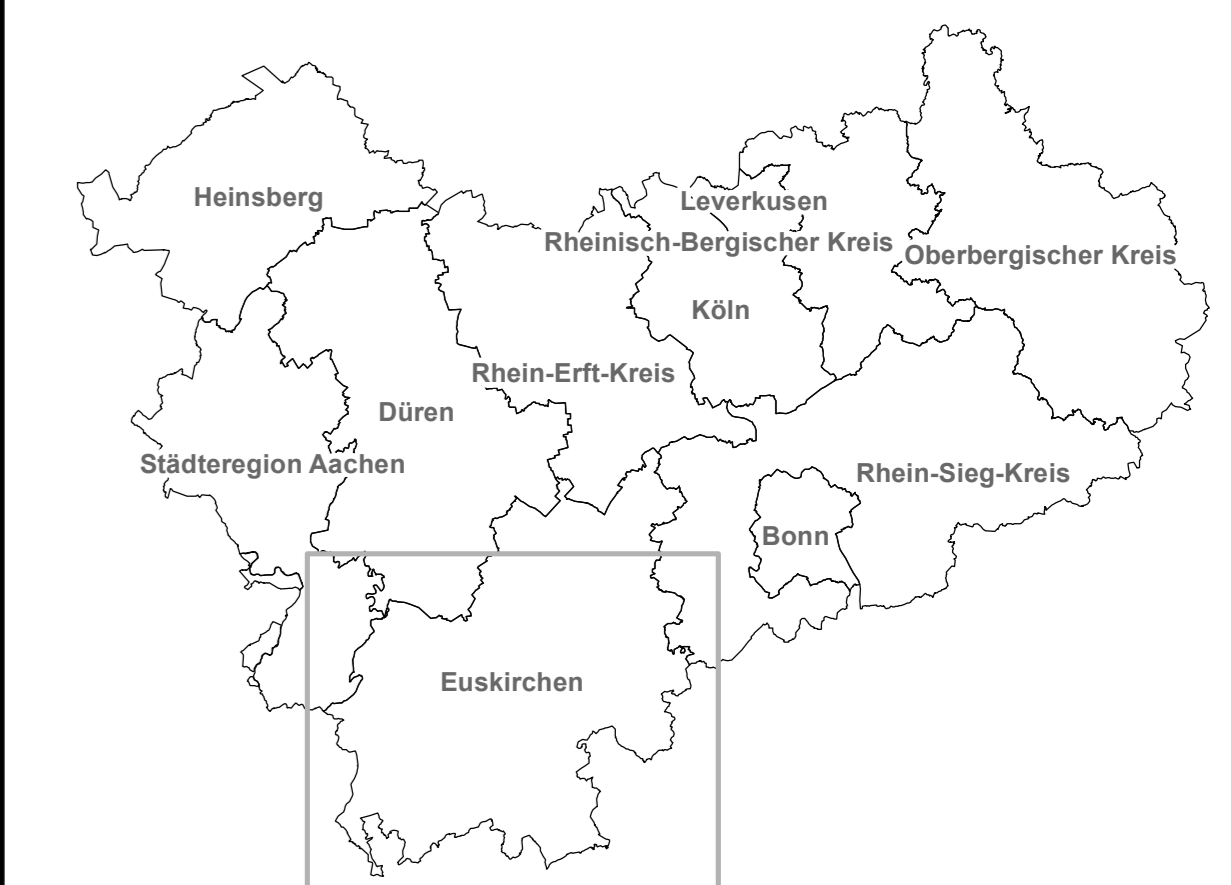 Heinsberg
Leverkusen
Rheinisch-Bergischer Kreis
Oberbergischer Kreis
Köln
Rhein-Erft-Kreis
Düren
Städteregion Aachen
Rhein-Sieg-Kreis
Bonn
Euskirchen